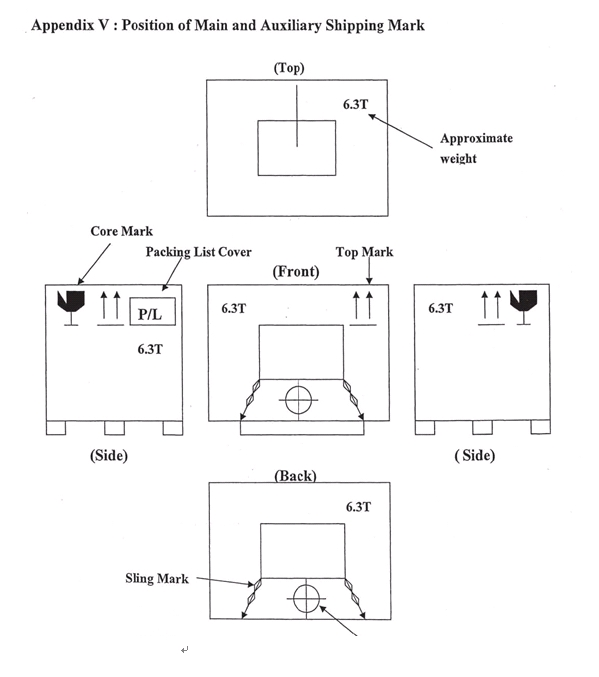 Appendix V : Position of Main and Auxiliary Shipping Mark
(Top)
6.3T
Approximate
weight
Core Mark
Packing List Cover
Top Mark
(Front)
P/L
6.3T
6.3T
6.3T
(Side)
( Side)
(Back)
6.3T
Sling Mark